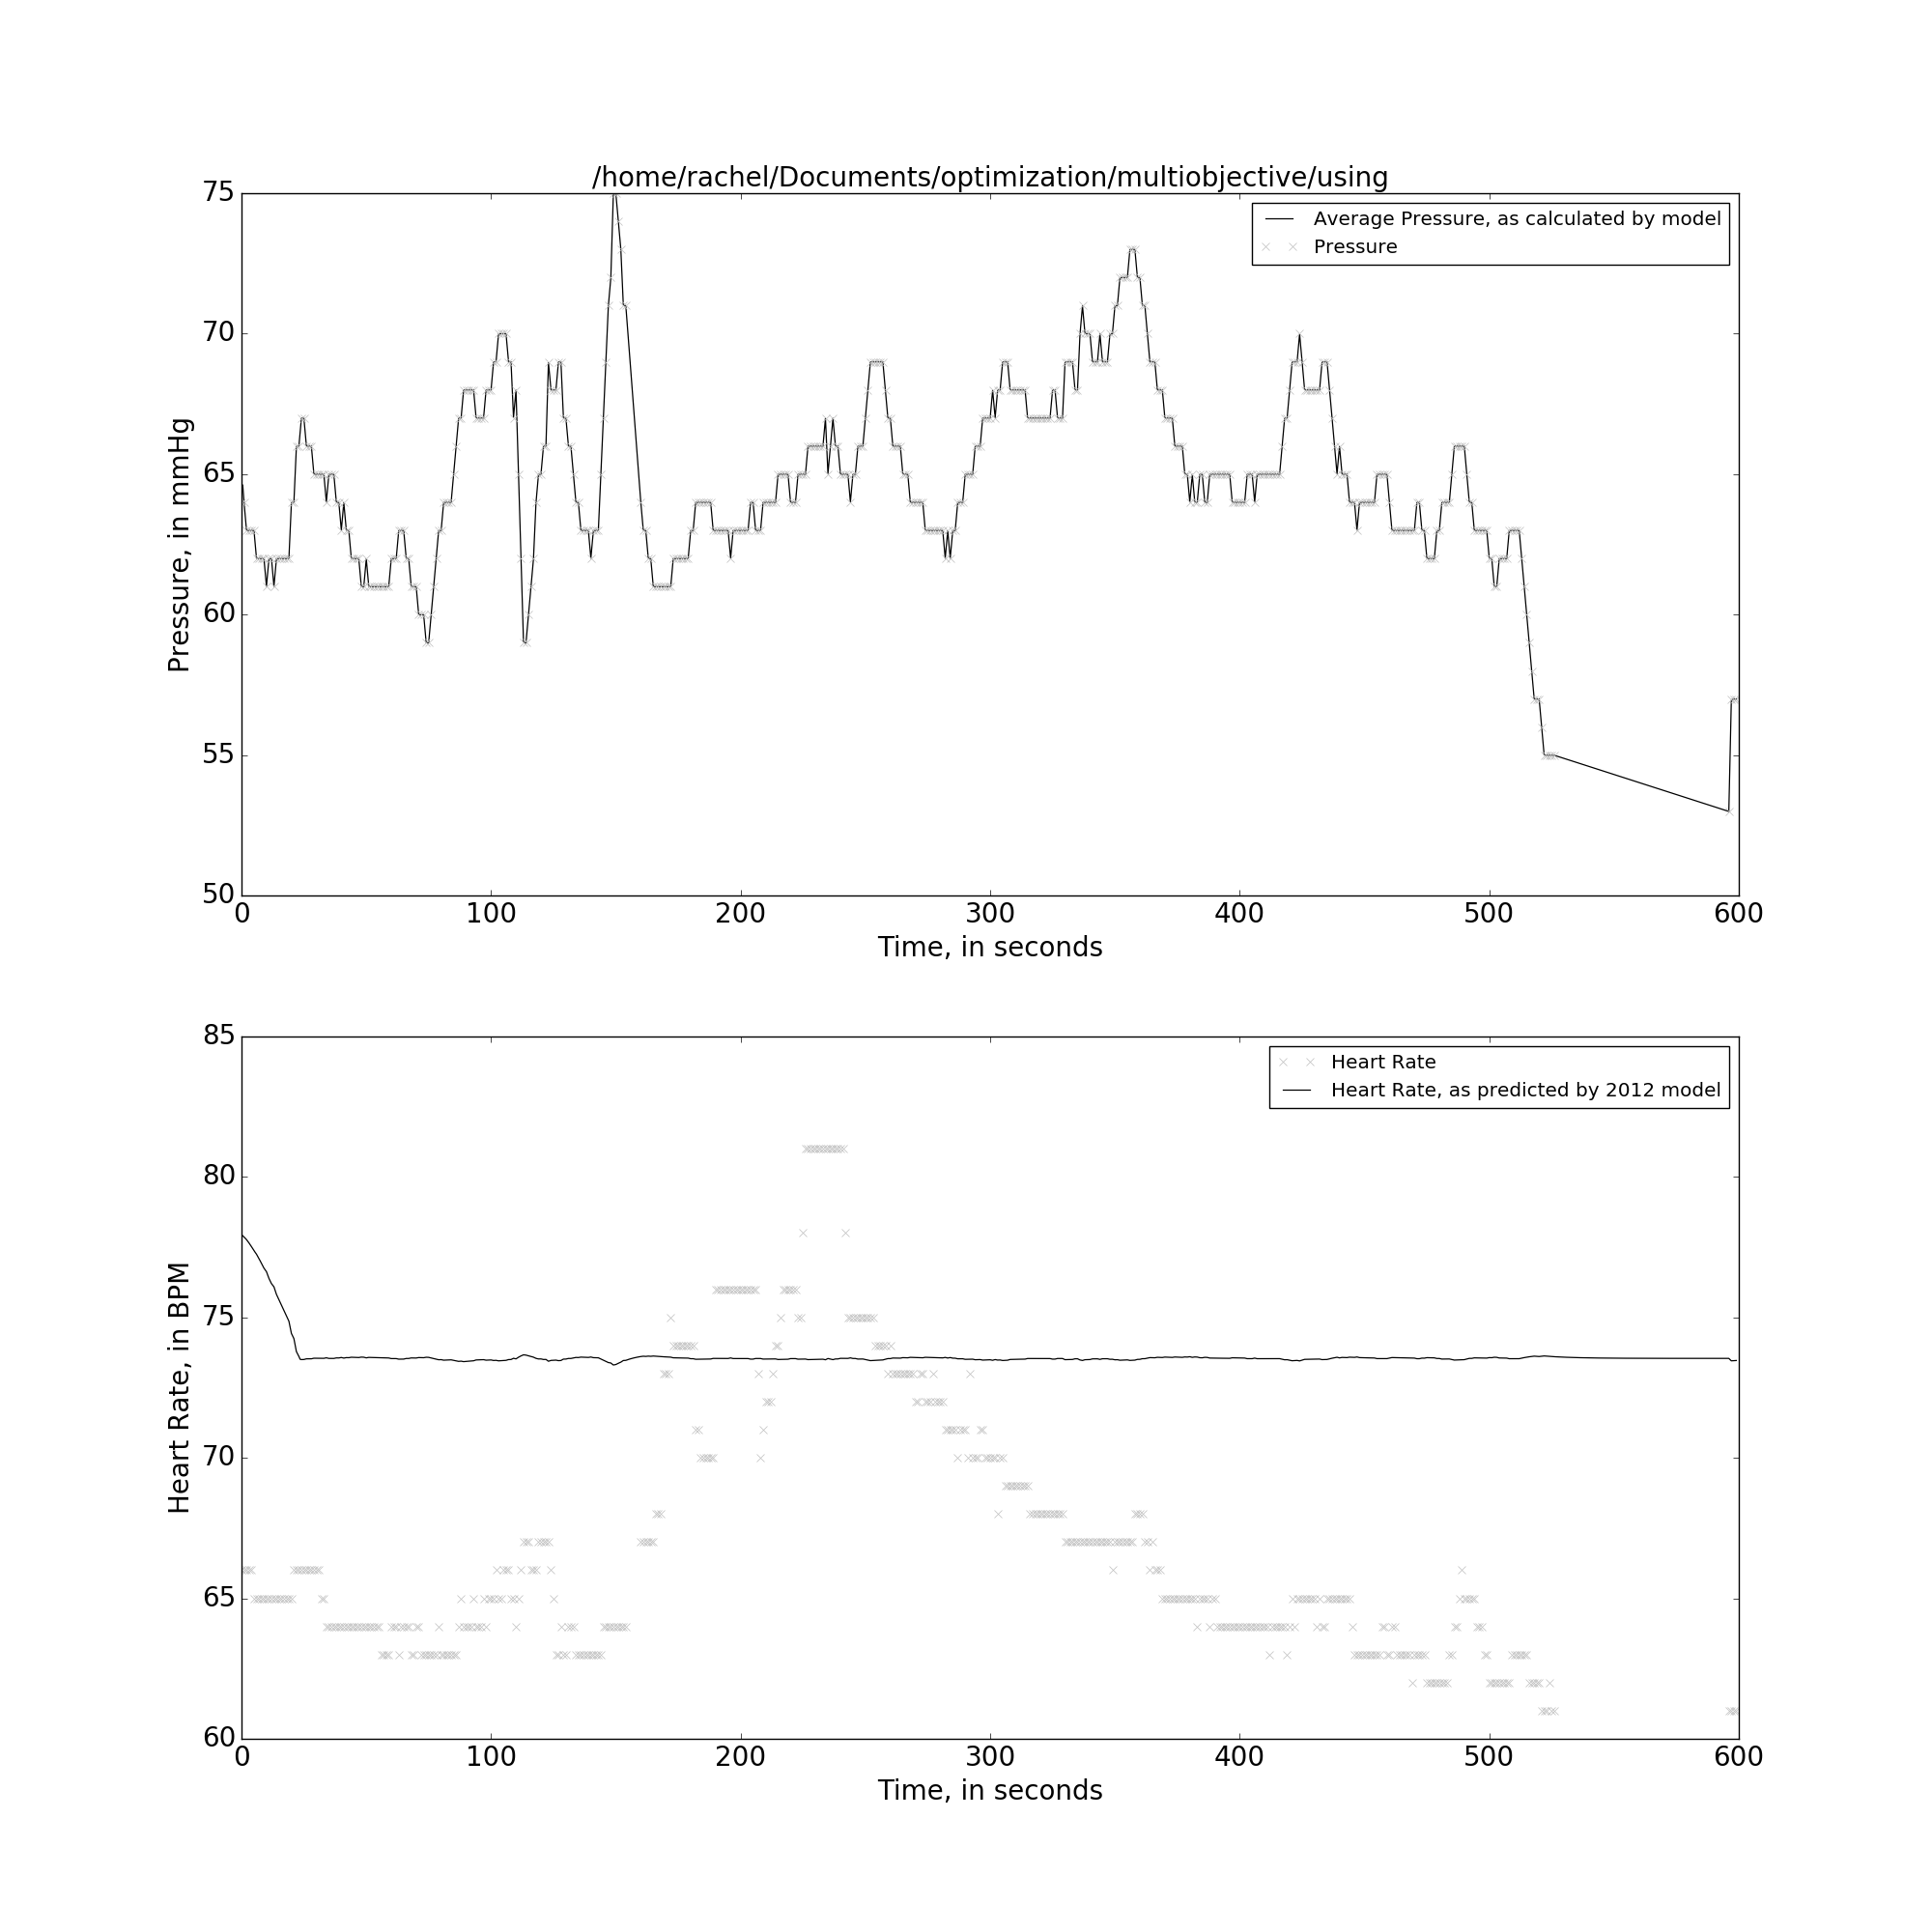 /home/rachel/Documents/optimization/multiobjective/using
75
70
65
60
55
50
Pressure, in mmHg
Average Pressure, as calculated by model
Pressure
0 100 200 300 400 500 600
Time, in seconds
85
80
75
70
65
60
Heart Rate, in BPM
Heart Rate
Heart Rate, as predicted by 2012 model
0 100 200 300 400 500 600
Time, in seconds